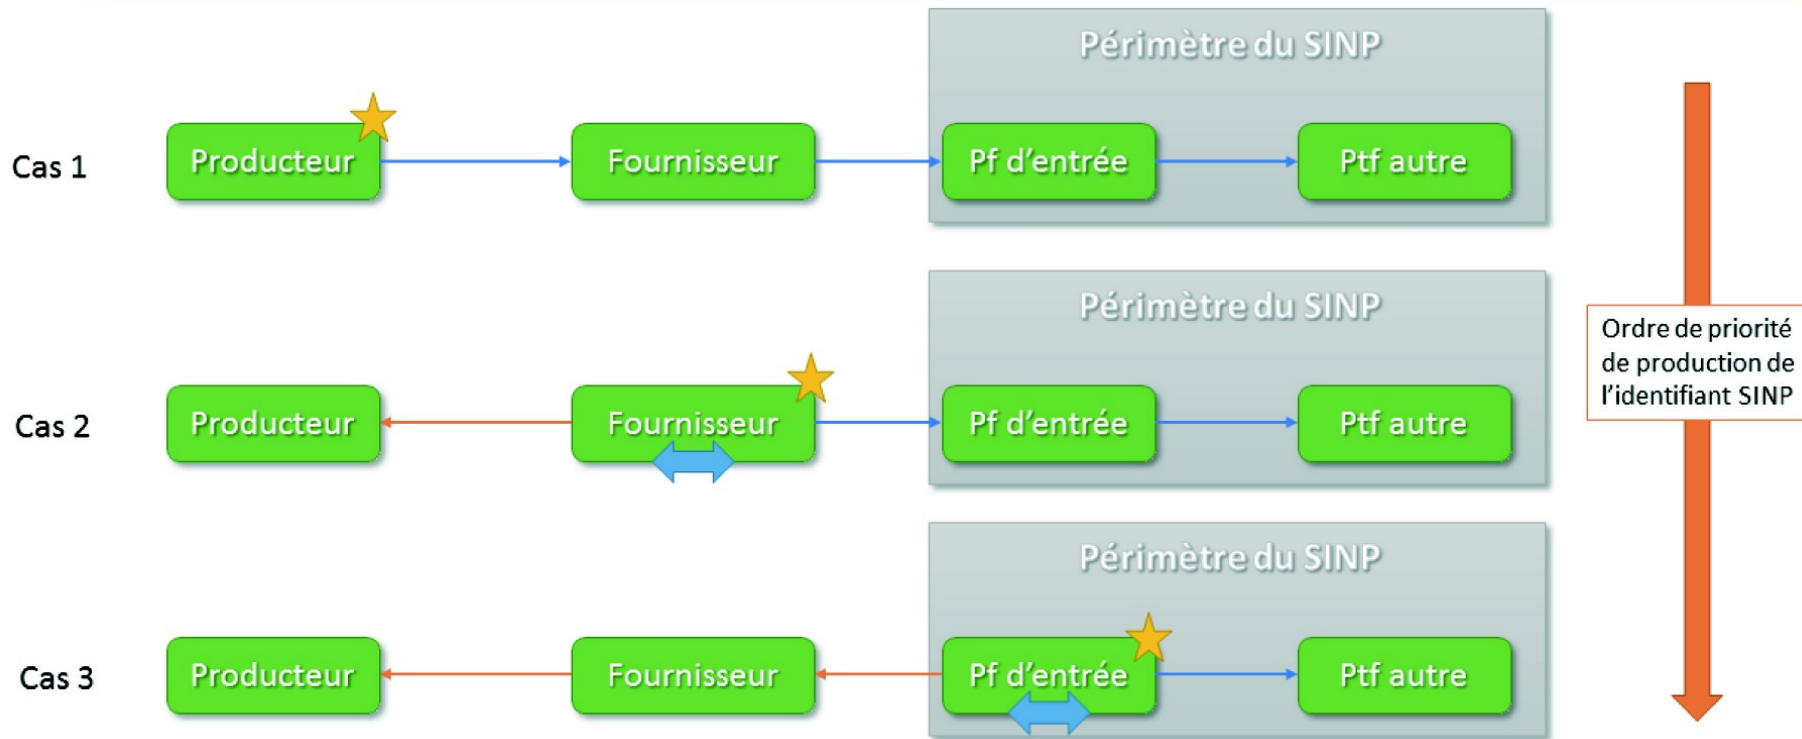 Périmètre du SINP
Cas 1
Producteur
Fournisseur
Pf d'entrée
Ptf autre
Périmètre du SINP
Ordre de priorité
de production de
l'identifiant SINP
Cas 2
Producteur
Fournisseur
Pf d'entrée
Ptf autre
Périmètre du SINP
Cas 3
Producteur
Fournisseur
Pf d'entrée
Ptf autre